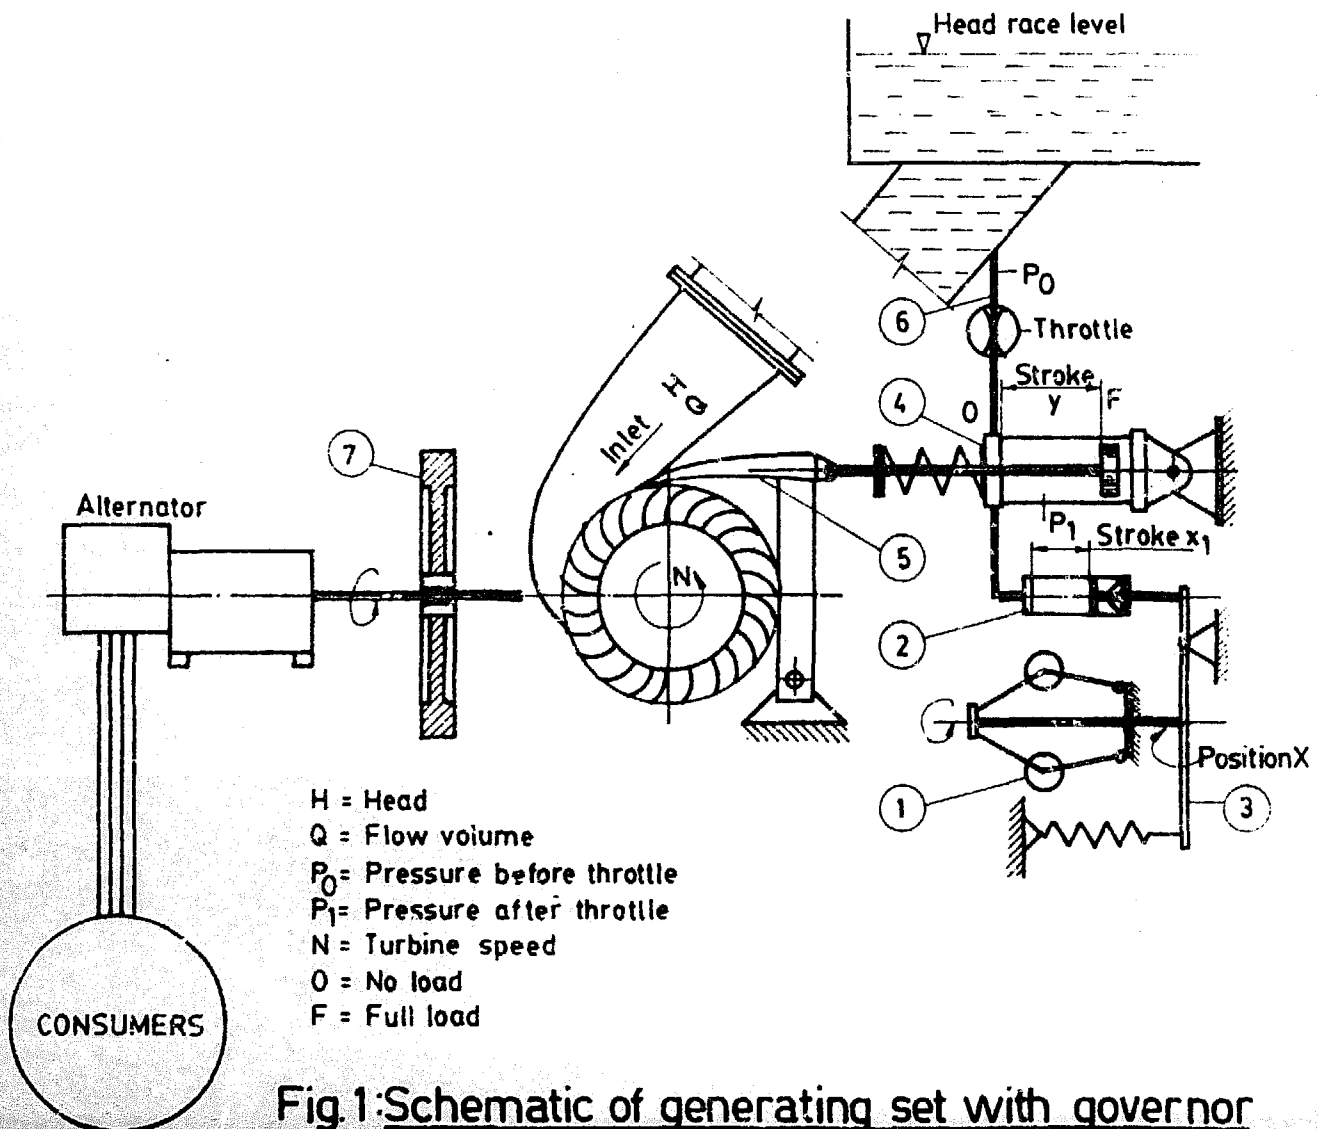 Head race level
P0
6
Throttle
Stroke
y
F
O
4
H
Q
Inlet
7
Alternator
P1
Stroke x1
5
N
2
Position X
1
3
H = Head
Q = Flow volume
P0 = Pressure before throttle
P1 = Pressure after throttle
N = Turbine speed
O = No load
F = Full load
CONSUMERS
Fig. 1: Schematic of generating set with governor